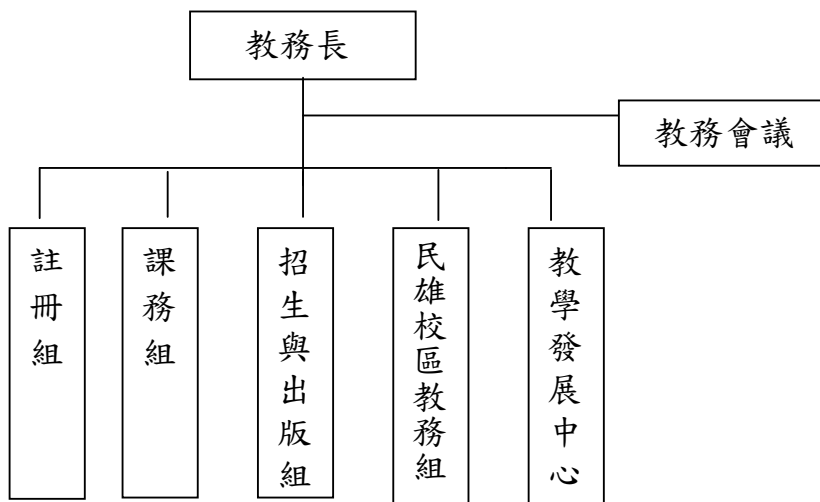 教務長
教務會議
註冊組
課務組
招生與出版組
民雄校區教務組
教學發展中心